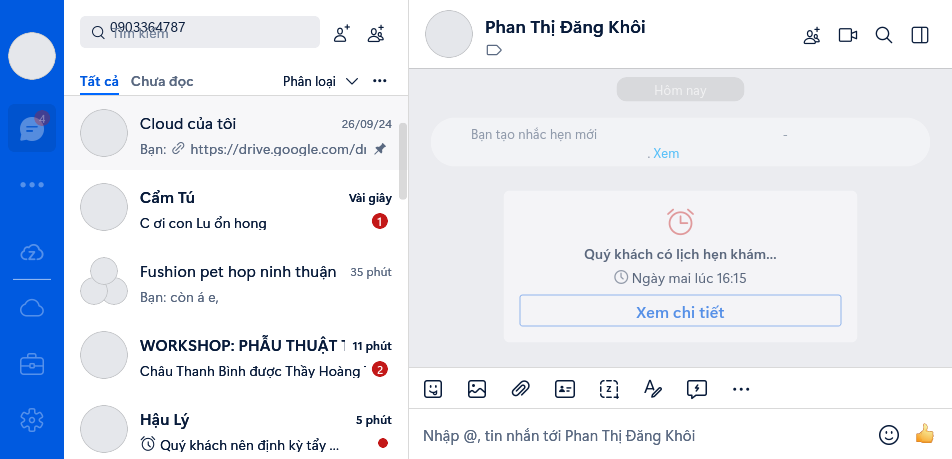 0903364787
Tìm kiếm
Tất cả
Chưa đọc
Phân loại
4
Cloud của tôi
26/09/24
Bạn: https://drive.google.com/dr
Cẩm Tú
Vài giây
C ơi con Lu ổn hong
1
Fushion pet hop ninh thuận
35 phút
Bạn: còn á e,
WORKSHOP: PHẪU THUẬT T
11 phút
Châu Thanh Bình được Thầy Hoàng T
2
Hậu Lý
5 phút
Quý khách nên định kỳ tẩy ...
Phan Thị Đăng Khôi
Hôm nay
Bạn tạo nhắc hẹn mới -
. Xem
Quý khách có lịch hẹn khám...
Ngày mai lúc 16:15
Xem chi tiết
Nhập @, tin nhắn tới Phan Thị Đăng Khôi